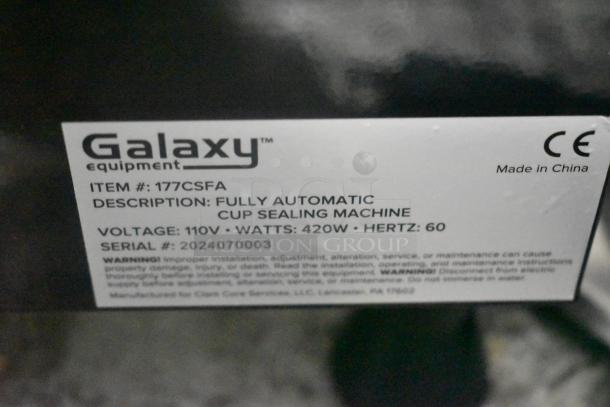 Galaxy™
equipment
CE
Made in China
ITEM #: 177CSFA
DESCRIPTION: FULLY AUTOMATIC
CUP SEALING MACHINE
VOLTAGE: 110V • WATTS: 420W • HERTZ: 60
SERIAL #: 2024070003
WARNING! Improper installation, adjustment, alteration, service, or maintenance can cause
property damage, injury, or death. Read the installation, operating, and maintenance instructions
thoroughly before installing or servicing this equipment. WARNING! Disconnect from electric
supply before adjustment, alteration, service, or maintenance. Do not immerse in water.
Manufactured for Clark Core Services, LLC, Lancaster, PA 17602
GROUP